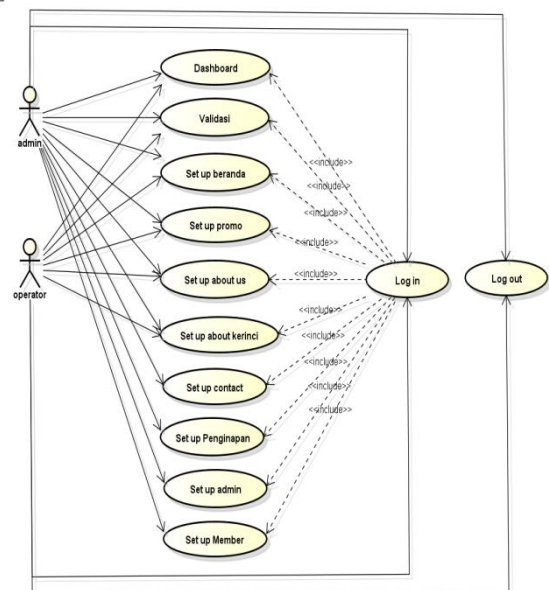 Dashboard
admin
Validasi
<<include>>
Set up beranda
<<include>>
<<include>>
Set up promo
<<include>>
operator
Set up about us
<<include>>
Log in
Log out
<<include>>
Set up about kerinci
<<include>>
<<include>>
Set up contact
<<include>>
<<include>>
Set up Penginapan
Set up admin
Set up Member